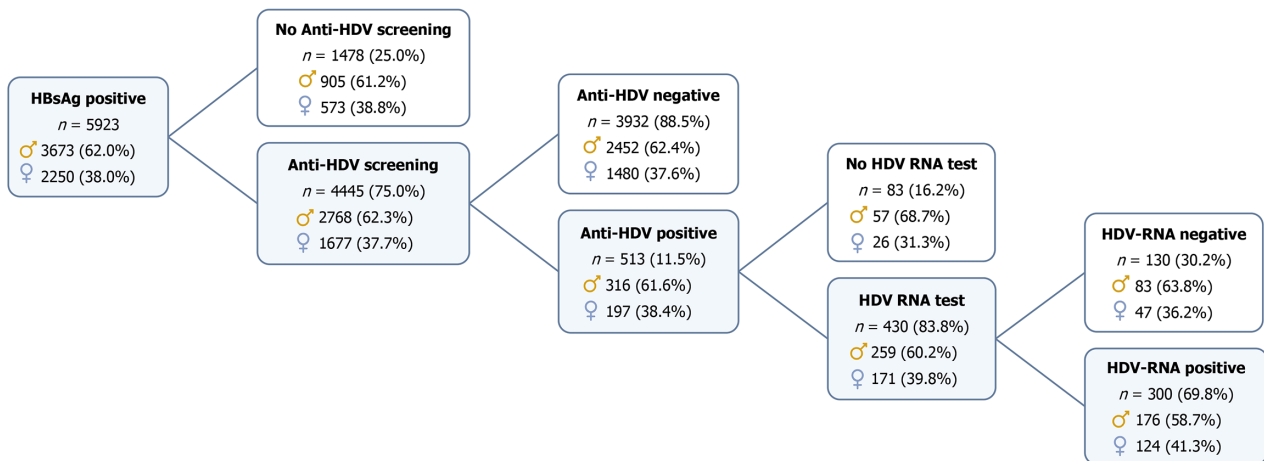 HBsAg positive
n = 5923
♂ 3673 (62.0%)
♀ 2250 (38.0%)
No Anti-HDV screening
n = 1478 (25.0%)
♂ 905 (61.2%)
♀ 573 (38.8%)
Anti-HDV screening
n = 4445 (75.0%)
♂ 2768 (62.3%)
♀ 1677 (37.7%)
Anti-HDV negative
n = 3932 (88.5%)
♂ 2452 (62.4%)
♀ 1480 (37.6%)
Anti-HDV positive
n = 513 (11.5%)
♂ 316 (61.6%)
♀ 197 (38.4%)
No HDV RNA test
n = 83 (16.2%)
♂ 57 (68.7%)
♀ 26 (31.3%)
HDV RNA test
n = 430 (83.8%)
♂ 259 (60.2%)
♀ 171 (39.8%)
HDV-RNA negative
n = 130 (30.2%)
♂ 83 (63.8%)
♀ 47 (36.2%)
HDV-RNA positive
n = 300 (69.8%)
♂ 176 (58.7%)
♀ 124 (41.3%)